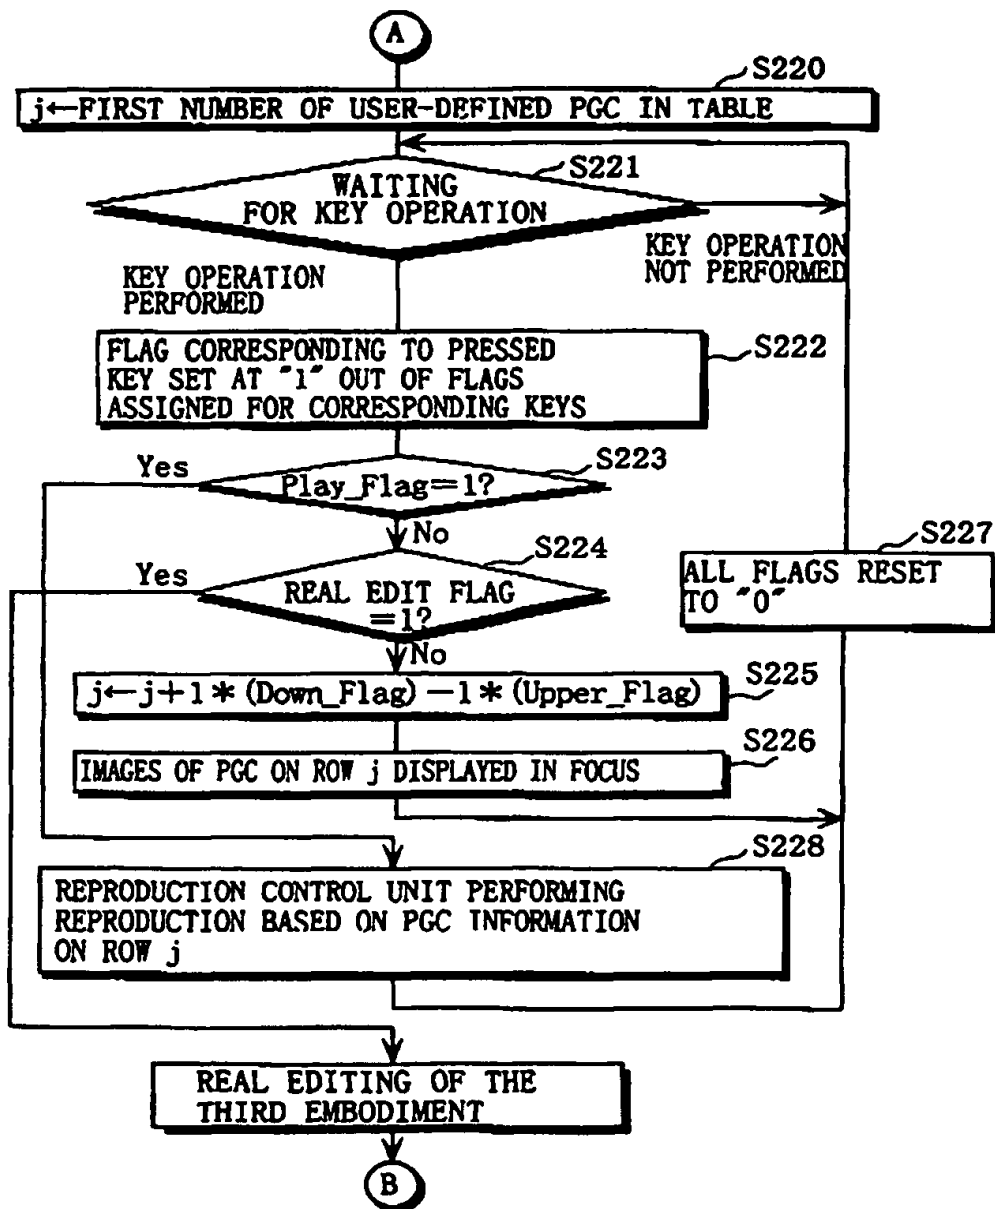 A
S220
j←FIRST NUMBER OF USER-DEFINED PGC IN TABLE
S221
WAITING
FOR KEY OPERATION
KEY OPERATION
NOT PERFORMED
KEY OPERATION
PERFORMED
FLAG CORRESPONDING TO PRESSED
KEY SET AT "1" OUT OF FLAGS
ASSIGNED FOR CORRESPONDING KEYS
S222
Yes
S223
Play_Flag=1?
No
S224
Yes
REAL EDIT FLAG
=1?
No
S227
ALL FLAGS RESET
TO "0"
j←j+1*(Down_Flag)-1*(Upper_Flag)
S225
S226
IMAGES OF PGC ON ROW j DISPLAYED IN FOCUS
S228
REPRODUCTION CONTROL UNIT PERFORMING
REPRODUCTION BASED ON PGC INFORMATION
ON ROW j
REAL EDITING OF THE
THIRD EMBODIMENT
B